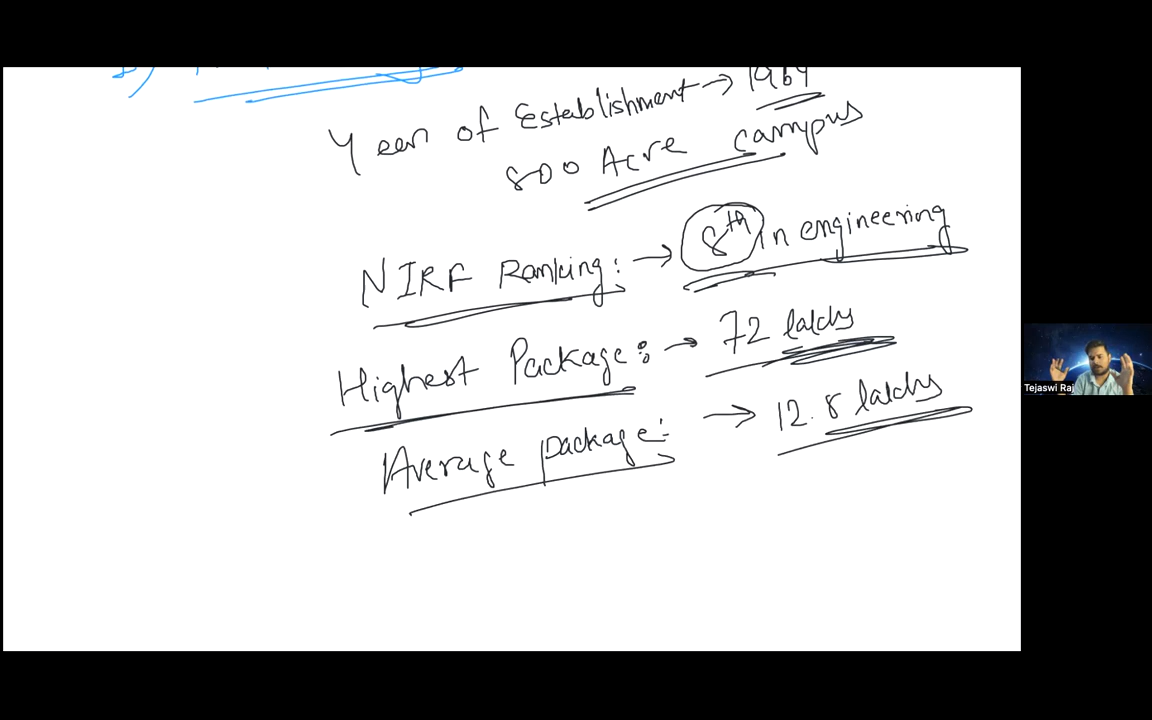 Year of Establishment → 1964
800 Acre campus
NIRF Ranking: → 8th in engineering
Highest Package: → 72 lakhs
Average package: → 12.8 lakhs
Tejaswi Raj